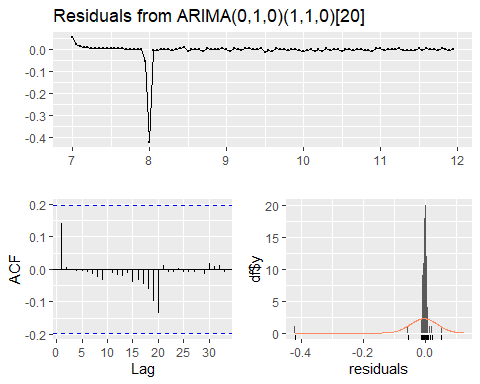 Residuals from ARIMA(0,1,0)(1,1,0)[20]
0.0
-0.1
-0.2
-0.3
-0.4
7 8 9 10 11 12
0.2
0.1
0.0
-0.1
-0.2
ACF
0 5 10 15 20 25 30
Lag
20
15
10
5
0
df$y
-0.4 -0.2 0.0
residuals